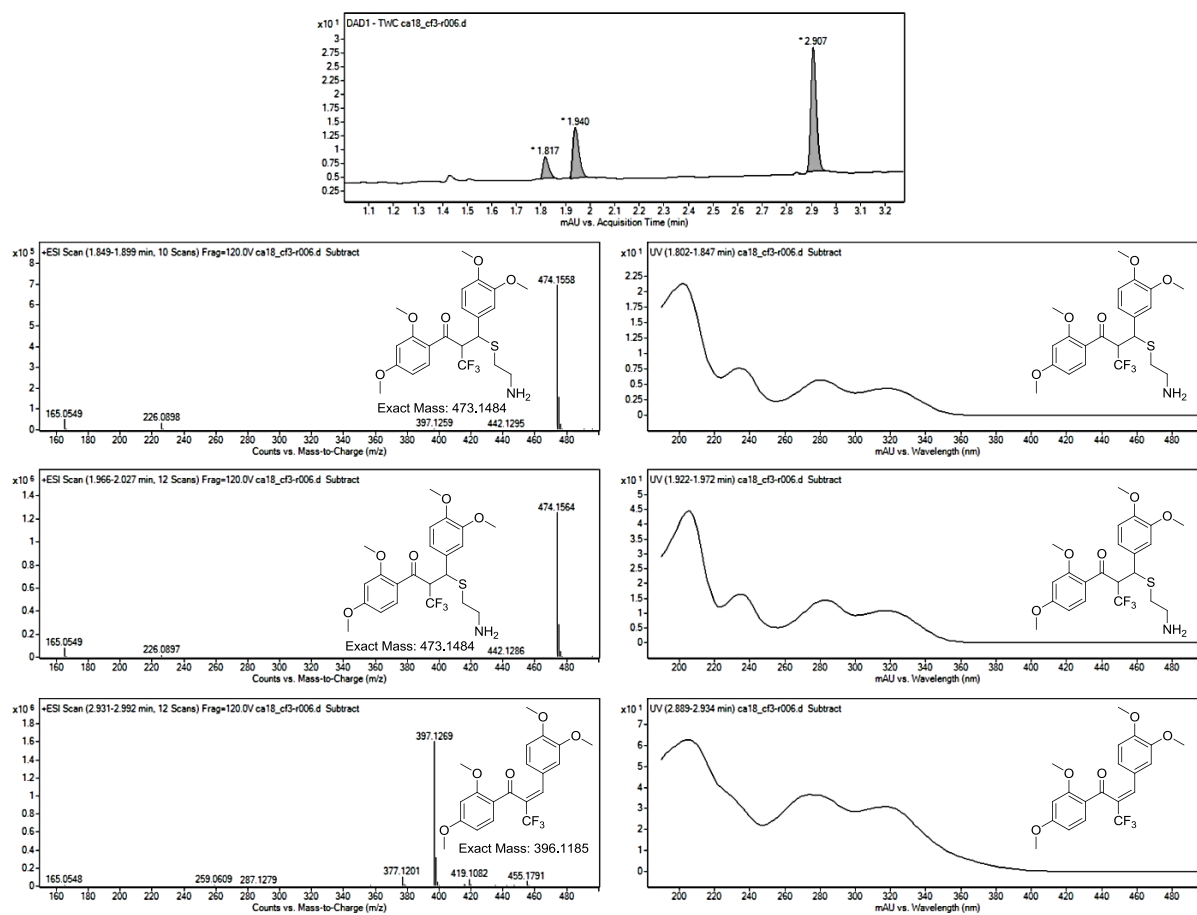 x10 1 DAD1 - TWC ca18_cf3-r006.d
* 2.907
* 1.940
* 1.817
3
2.75
2.5
2.25
2
1.75
1.5
1.25
1
0.75
0.5
0.25
1.1 1.2 1.3 1.4 1.5 1.6 1.7 1.8 1.9 2 2.1 2.2 2.3 2.4 2.5 2.6 2.7 2.8 2.9 3 3.1 3.2
mAU vs. Acquisition Time (min)
x10 5 +ESI Scan (1.849-1.899 min, 10 Scans) Frag=120.0V ca18_cf3-r006.d Subtract
8
7
6
5
4
3
2
1
0
474.1558
O
O
O
O
O
S
CF3
NH2
Exact Mass: 473.1484
165.0549
226.0898
397.1259
442.1295
160 180 200 220 240 260 280 300 320 340 360 380 400 420 440 460 480
Counts vs. Mass-to-Charge (m/z)
x10 1 UV (1.802-1.847 min) ca18_cf3-r006.d Subtract
2.25
2
1.75
1.5
1.25
1
0.75
0.5
0.25
0
O
O
O
O
O
S
CF3
NH2
200 220 240 260 280 300 320 340 360 380 400 420 440 460 480
mAU vs. Wavelength (nm)
x10 6 +ESI Scan (1.966-2.027 min, 12 Scans) Frag=120.0V ca18_cf3-r006.d Subtract
1.4
1.2
1
0.8
0.6
0.4
0.2
0
474.1564
O
O
O
O
O
S
CF3
NH2
Exact Mass: 473.1484
165.0549
226.0897
442.1286
160 180 200 220 240 260 280 300 320 340 360 380 400 420 440 460 480
Counts vs. Mass-to-Charge (m/z)
x10 1 UV (1.922-1.972 min) ca18_cf3-r006.d Subtract
5
4.5
4
3.5
3
2.5
2
1.5
1
0.5
0
O
O
O
O
O
S
CF3
NH2
200 220 240 260 280 300 320 340 360 380 400 420 440 460 480
mAU vs. Wavelength (nm)
x10 6 +ESI Scan (2.931-2.992 min, 12 Scans) Frag=120.0V ca18_cf3-r006.d Subtract
1.8
1.6
1.4
1.2
1
0.8
0.6
0.4
0.2
0
397.1269
O
O
O
O
O
CF3
Exact Mass: 396.1185
165.0548
259.0609
287.1279
377.1201
419.1082
455.1791
160 180 200 220 240 260 280 300 320 340 360 380 400 420 440 460 480
Counts vs. Mass-to-Charge (m/z)
x10 1 UV (2.889-2.934 min) ca18_cf3-r006.d Subtract
7
6
5
4
3
2
1
0
O
O
O
O
O
CF3
200 220 240 260 280 300 320 340 360 380 400 420 440 460 480
mAU vs. Wavelength (nm)